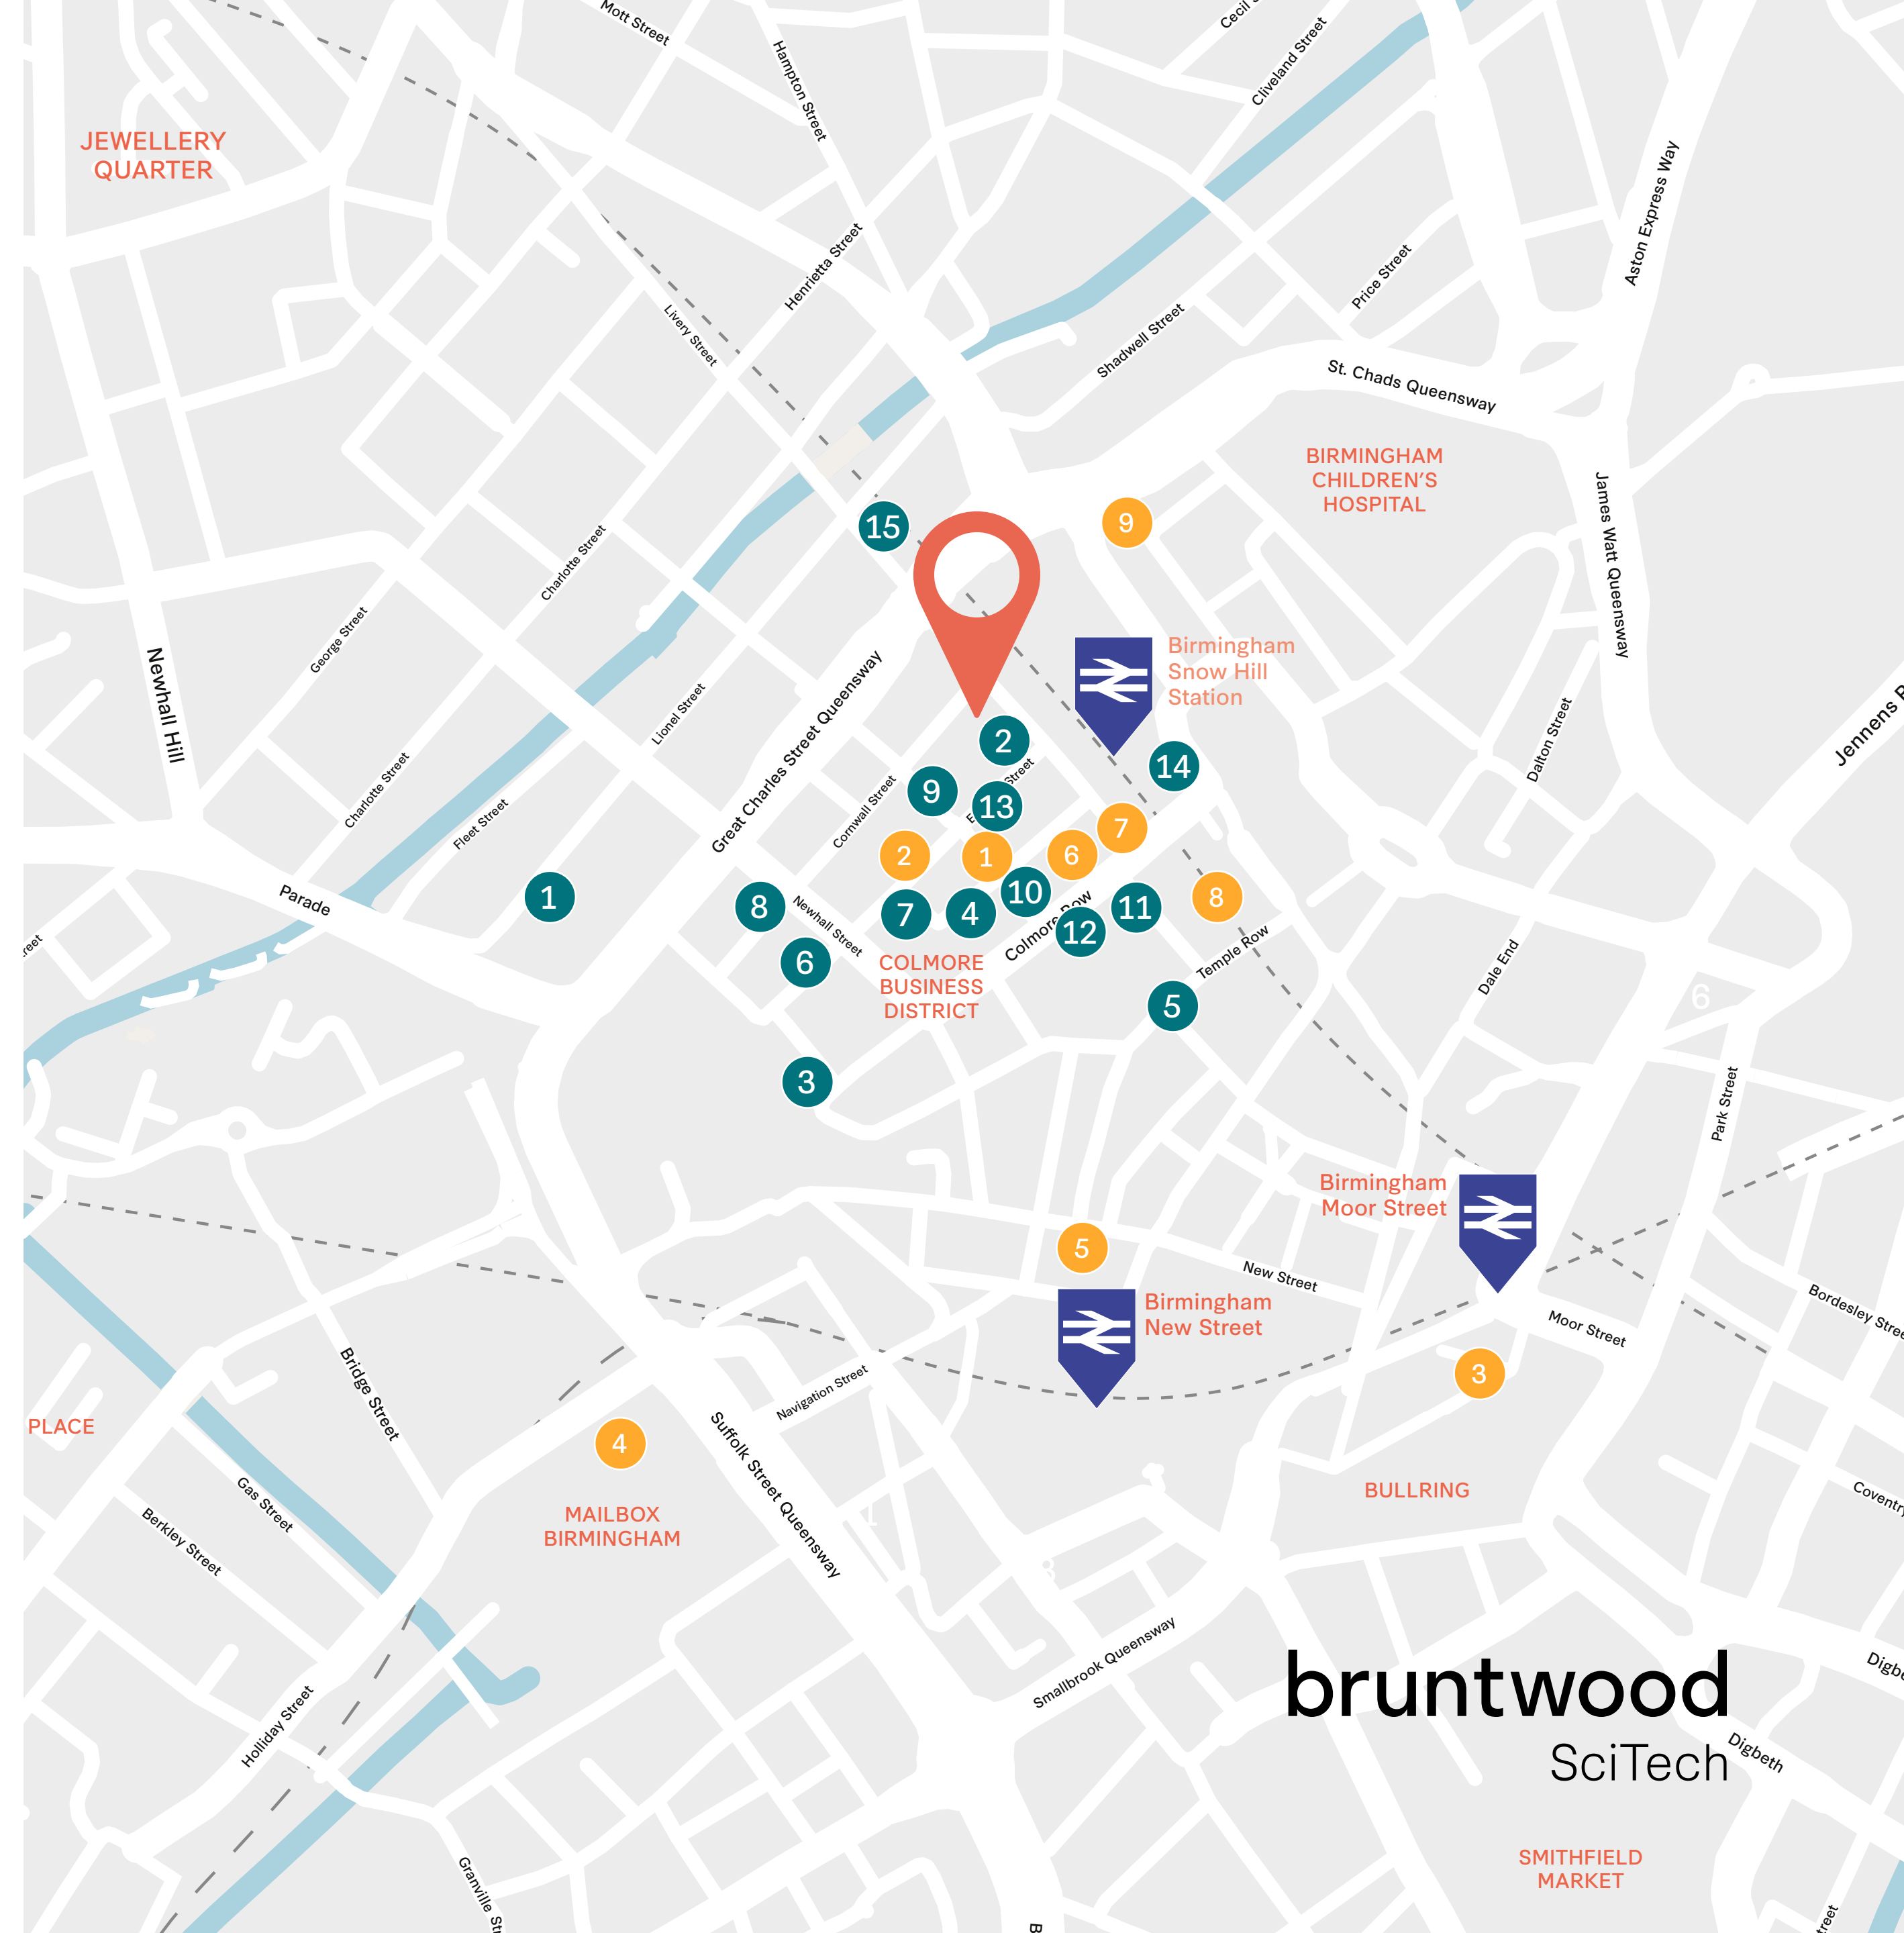 Mott Street
Hampton Street
Cecil
Cliveland Street
JEWELLERY
QUARTER
Aston Express Way
Henrietta Street
Livery Street
Price Street
Shadwell Street
St. Chads Queensway
BIRMINGHAM
CHILDREN'S
HOSPITAL
James Watt Queensway
15
9
Charlotte Street
George Street
Newhall Hill
Lionel Street
Great Charles Street Queensway
Birmingham
Snow Hill
Station
Jennens
Dalton Street
2
14
9
13
Street
Cornwall Street
Charlotte Street
Fleet Street
7
2
1
6
Parade
1
8
Newhall Street
7
4
10
11
8
Colmore Row
12
6
Temple Row
Dale End
COLMORE
BUSINESS
DISTRICT
6
5
3
Park Street
Birmingham
Moor Street
5
New Street
Birmingham
New Street
Moor Street
Bordesley
Bridge Street
Navigation Street
3
PLACE
4
Suffolk Street Queensway
Gas Street
Berkley Street
MAILBOX
BIRMINGHAM
BULLRING
Coventry
8
Smallbrook Queensway
Holliday Street
bruntwood
SciTech
Digbeth
SMITHFIELD
MARKET
Granville
B